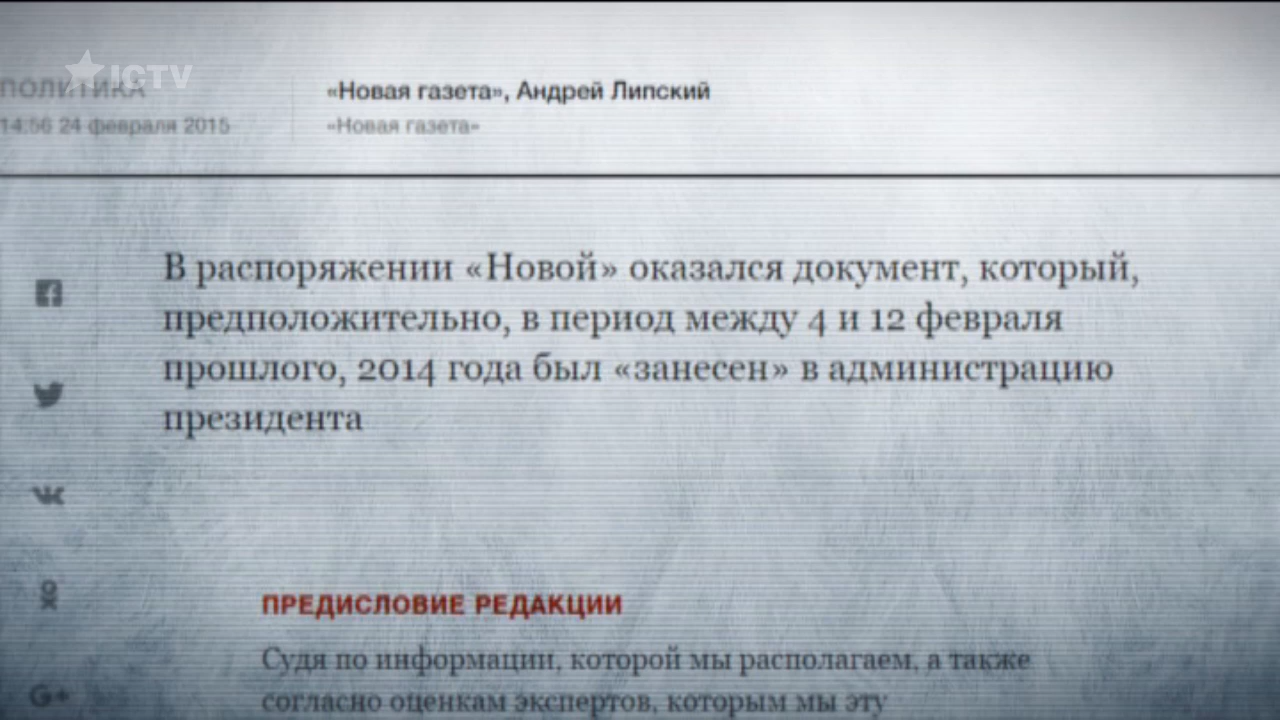 ICTV
ПОЛИТИКА
«Новая газета», Андрей Липский
14:56 24 февраля 2015
«Новая газета»
В распоряжении «Новой» оказался документ, который,
предположительно, в период между 4 и 12 февраля
прошлого, 2014 года был «занесен» в администрацию
президента
ПРЕДИСЛОВИЕ РЕДАКЦИИ
Судя по информации, которой мы располагаем, а также
согласно оценкам экспертов, которым мы эту
G+